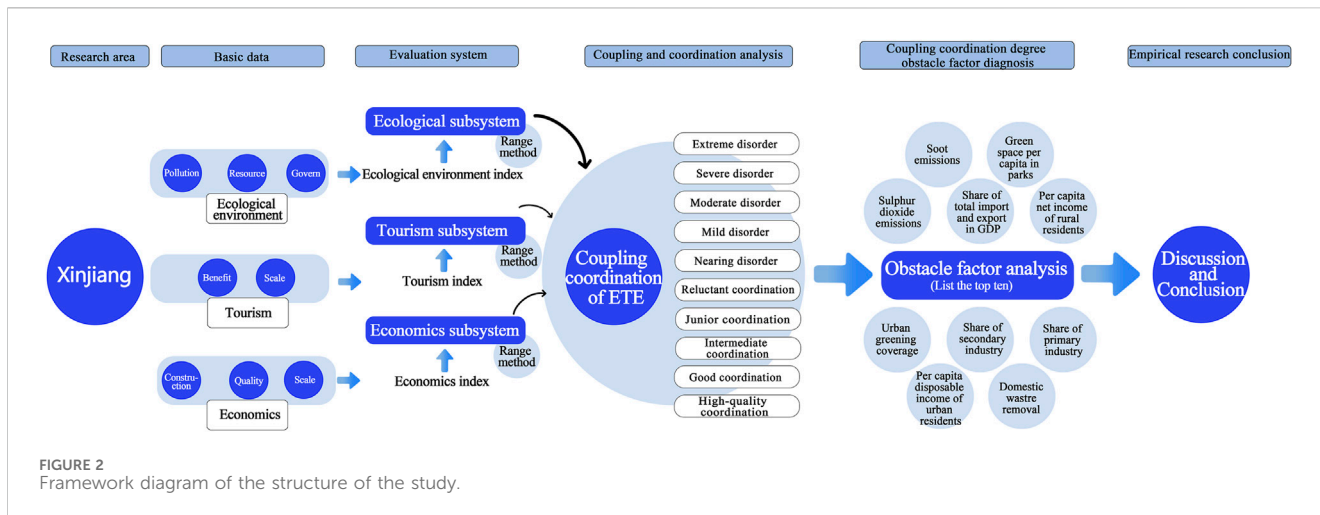 Research area
Basic data
Evaluation system
Coupling and coordination analysis
Coupling coordination degree
obstacle factor diagnosis
Empirical research conclusion
Xinjiang
Pollution
Resource
Govern
Ecological
environment
Benefit
Scale
Tourism
Constru-
ction
Quality
Scale
Economics
Ecological subsystem
Range
method
Ecological environment index
Tourism subsystem
Range
method
Tourism index
Economics subsystem
Range
method
Economics index
Coupling
coordination
of ETE
Extreme disorder
Severe disorder
Moderate disorder
Mild disorder
Nearing disorder
Reluctant coordination
Junior coordination
Intermediate
coordination
Good coordination
High-quality
coordination
Soot
emissions
Green
space per
capita in
parks
Sulphur
dioxide
emissions
Share of
total import
and export
in GDP
Per capita
net income
of rural
residents
Obstacle factor analysis
(List the top ten)
Urban
greening
coverage
Share of
secondary
industry
Share of
primary
industry
Per capita
disposable
income of
urban
residents
Domestic
wastre
removal
Discussion
and
Conclusion
FIGURE 2
Framework diagram of the structure of the study.